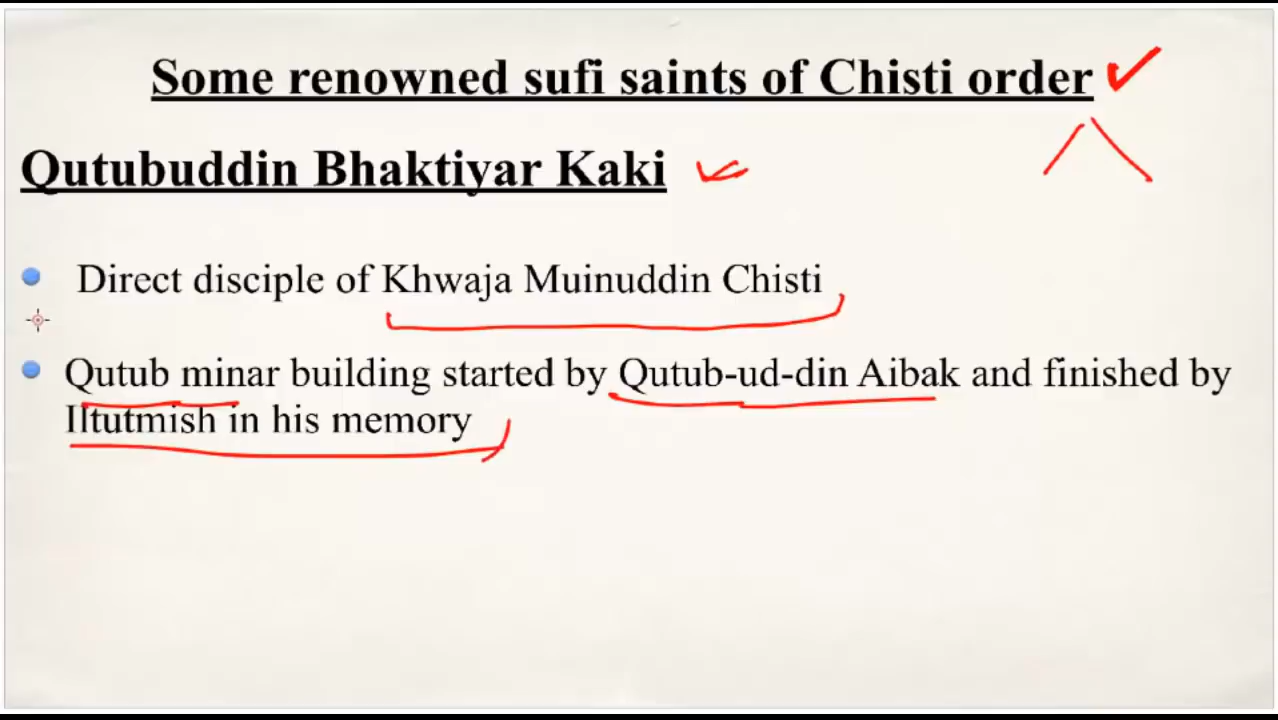 Some renowned sufi saints of Chisti order
Qutubuddin Bhaktiyar Kaki
Direct disciple of Khwaja Muinuddin Chisti
Qutub minar building started by Qutub-ud-din Aibak and finished by
Iltutmish in his memory